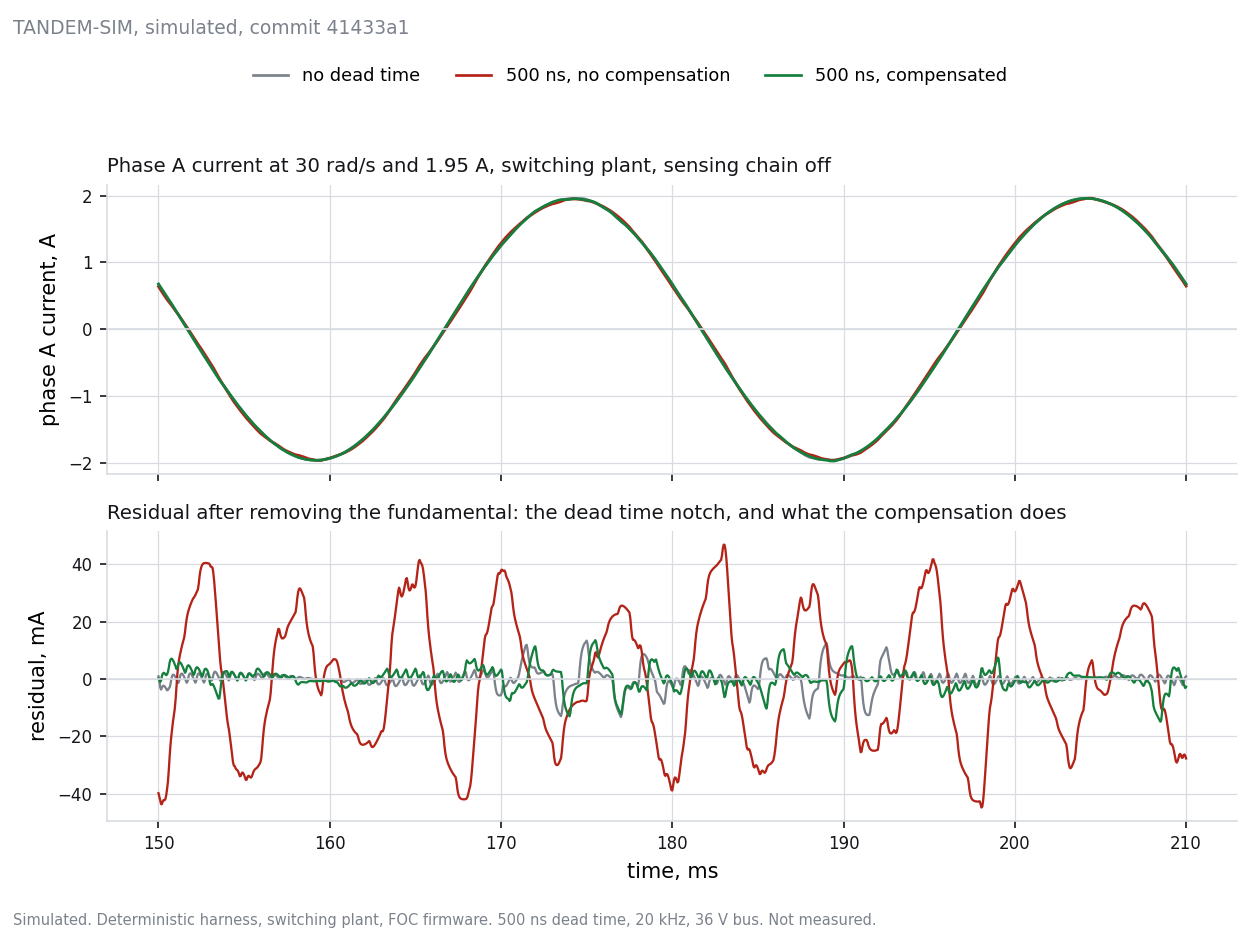 TANDEM-SIM, simulated, commit 41433a1
no dead time 500 ns, no compensation 500 ns, compensated
Phase A current at 30 rad/s and 1.95 A, switching plant, sensing chain off
phase A current, A
2
1
0
−1
−2
Residual after removing the fundamental: the dead time notch, and what the compensation does
residual, mA
40
20
0
−20
−40
150 160 170 180 190 200 210
time, ms
Simulated. Deterministic harness, switching plant, FOC firmware. 500 ns dead time, 20 kHz, 36 V bus. Not measured.